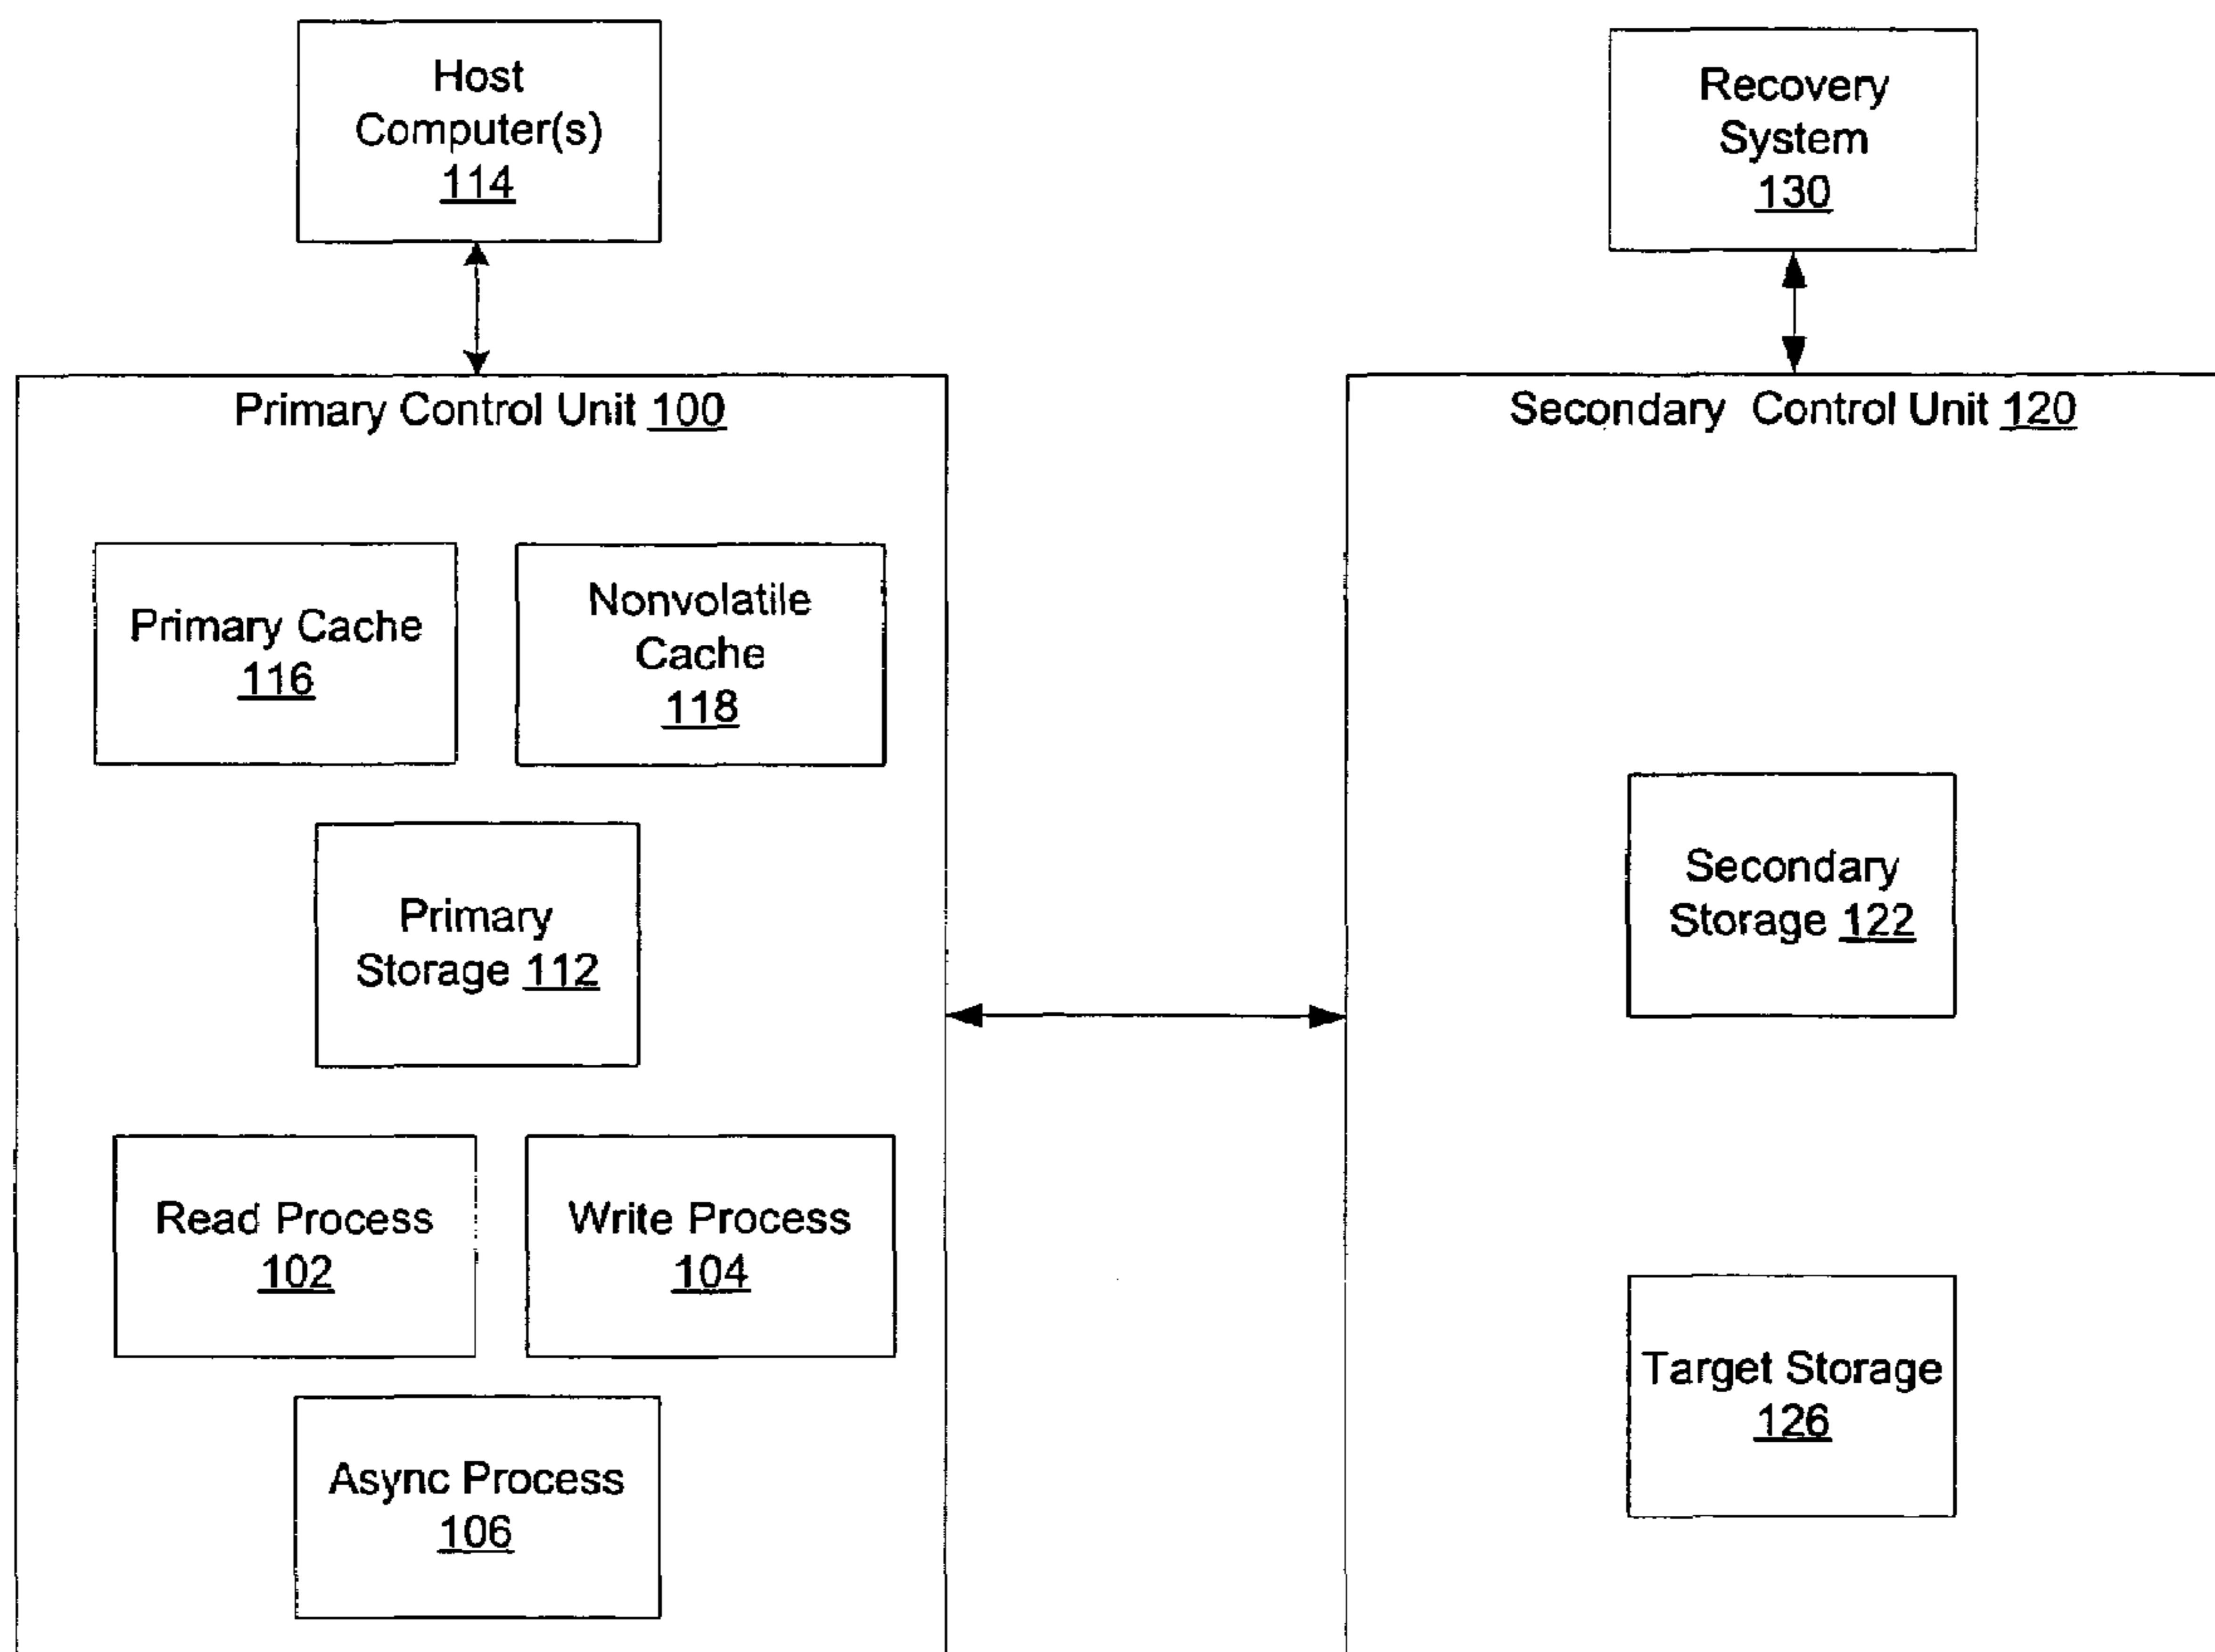 Host
Computer(s)
114
Recovery
System
130
Primary Control Unit 100
Secondary Control Unit 120
Primary Cache
116
Nonvolatile
Cache
118
Primary
Storage 112
Secondary
Storage 122
Read Process
102
Write Process
104
Target Storage
126
Async Process
106